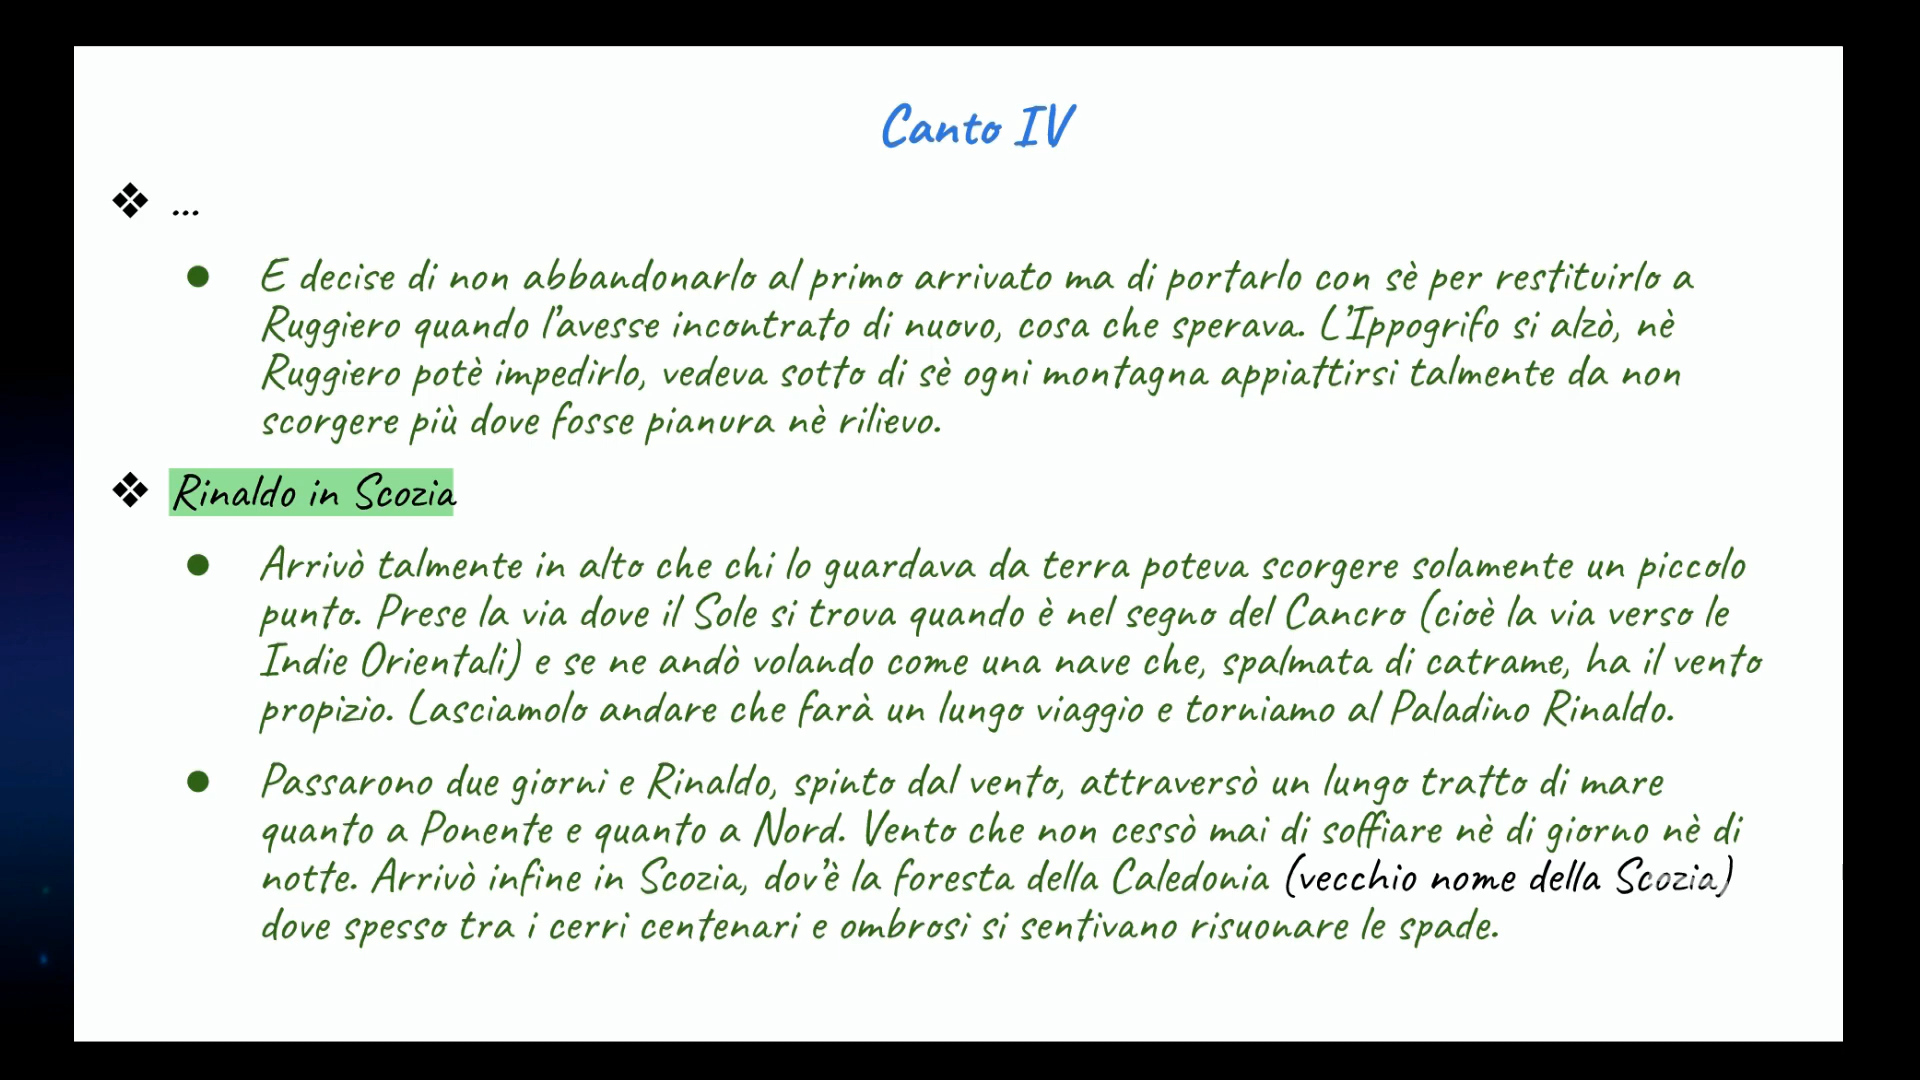 Canto IV
❖ ...
● E decise di non abbandonarlo al primo arrivato ma di portarlo con sè per restituirlo a
Ruggiero quando l'avesse incontrato di nuovo, cosa che sperava. L'Ippogrifo si alzò, nè
Ruggiero potè impedirlo, vedeva sotto di sè ogni montagna appiattirsi talmente da non
scorgere più dove fosse pianura nè rilievo.
❖ Rinaldo in Scozia
● Arrivò talmente in alto che chi lo guardava da terra poteva scorgere solamente un piccolo
punto. Prese la via dove il Sole si trova quando è nel segno del Cancro (cioè la via verso le
Indie Orientali) e se ne andò volando come una nave che, spalmata di catrame, ha il vento
propizio. Lasciamolo andare che farà un lungo viaggio e torniamo al Paladino Rinaldo.
● Passarono due giorni e Rinaldo, spinto dal vento, attraversò un lungo tratto di mare
quanto a Ponente e quanto a Nord. Vento che non cessò mai di soffiare nè di giorno nè di
notte. Arrivò infine in Scozia, dov'è la foresta della Caledonia (vecchio nome della Scozia)
dove spesso tra i cerri centenari e ombrosi si sentivano risuonare le spade.